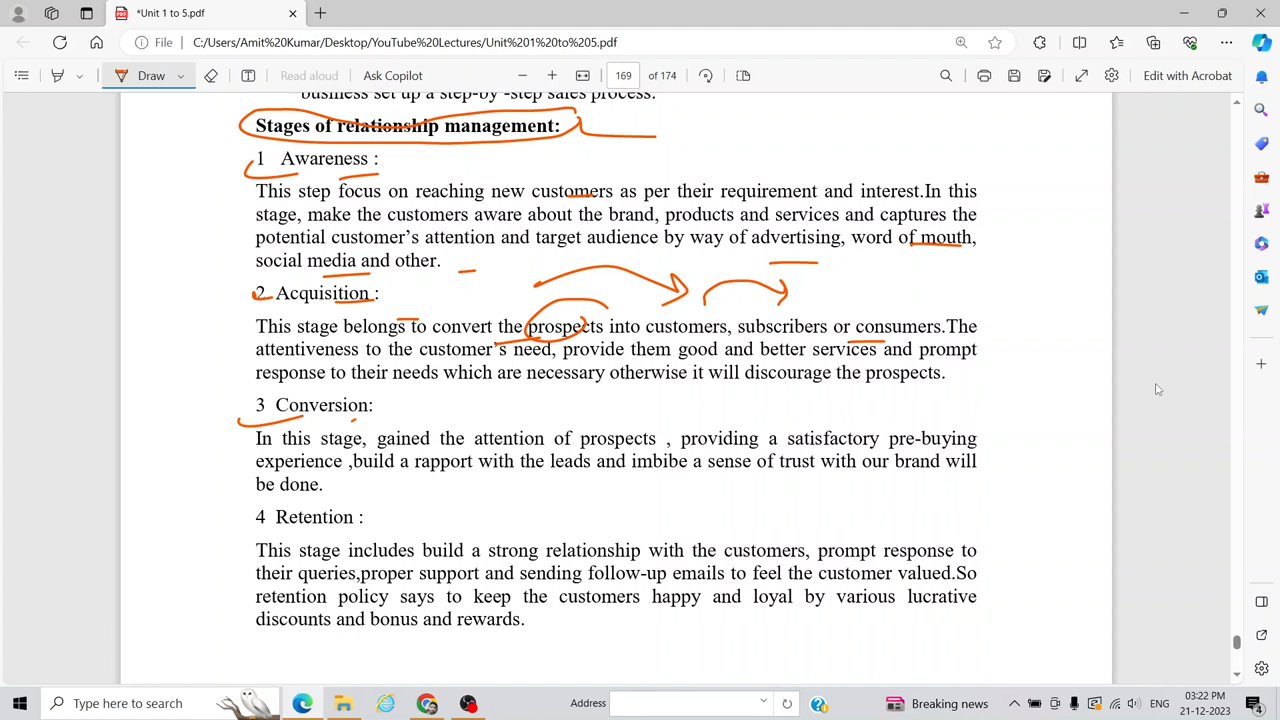 *Unit 1 to 5.pdf
File C:/Users/Amit%20Kumar/Desktop/YouTube%20Lectures/Unit%201%20to%205.pdf
Draw Read aloud Ask Copilot 169 of 174 Edit with Acrobat
business set up a step-by -step sales process.
Stages of relationship management:
1 Awareness :
This step focus on reaching new customers as per their requirement and interest.In this
stage, make the customers aware about the brand, products and services and captures the
potential customer's attention and target audience by way of advertising, word of mouth,
social media and other.
2 Acquisition :
This stage belongs to convert the prospects into customers, subscribers or consumers.The
attentiveness to the customer's need, provide them good and better services and prompt
response to their needs which are necessary otherwise it will discourage the prospects.
3 Conversion:
In this stage, gained the attention of prospects , providing a satisfactory pre-buying
experience ,build a rapport with the leads and imbibe a sense of trust with our brand will
be done.
4 Retention :
This stage includes build a strong relationship with the customers, prompt response to
their queries,proper support and sending follow-up emails to feel the customer valued.So
retention policy says to keep the customers happy and loyal by various lucrative
discounts and bonus and rewards.
Type here to search Address Breaking news ENG 03:22 PM
21-12-2023 4